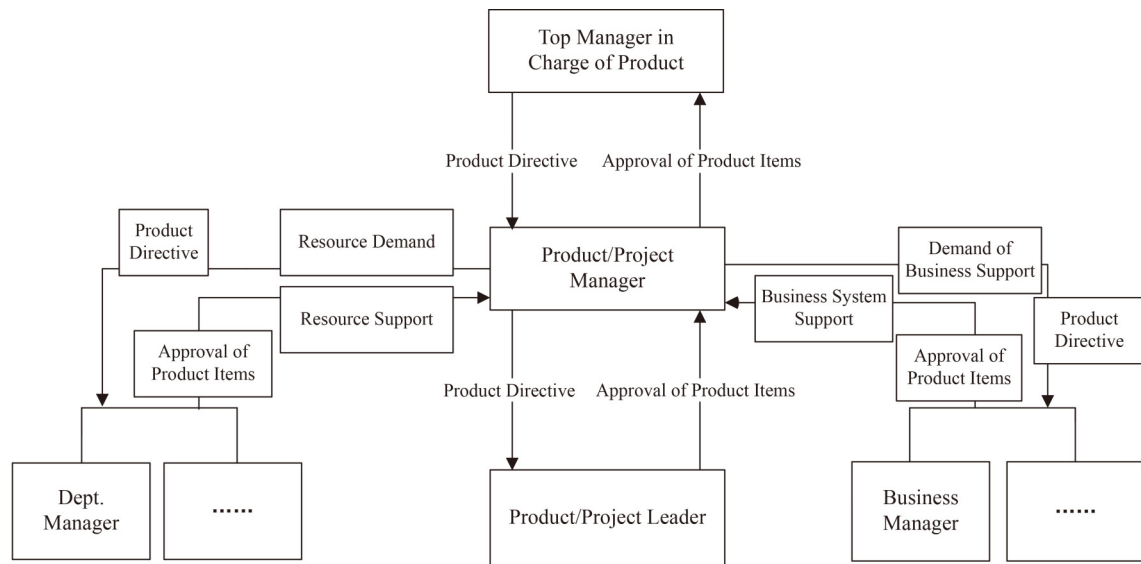 Top Manager in
Charge of Product
Product Directive
Approval of Product Items
Product
Directive
Resource Demand
Product/Project
Manager
Demand of
Business Support
Resource Support
Business System
Support
Product
Directive
Approval of
Product Items
Approval of
Product Items
Product Directive
Approval of Product Items
Dept.
Manager
......
Product/Project Leader
Business
Manager
......